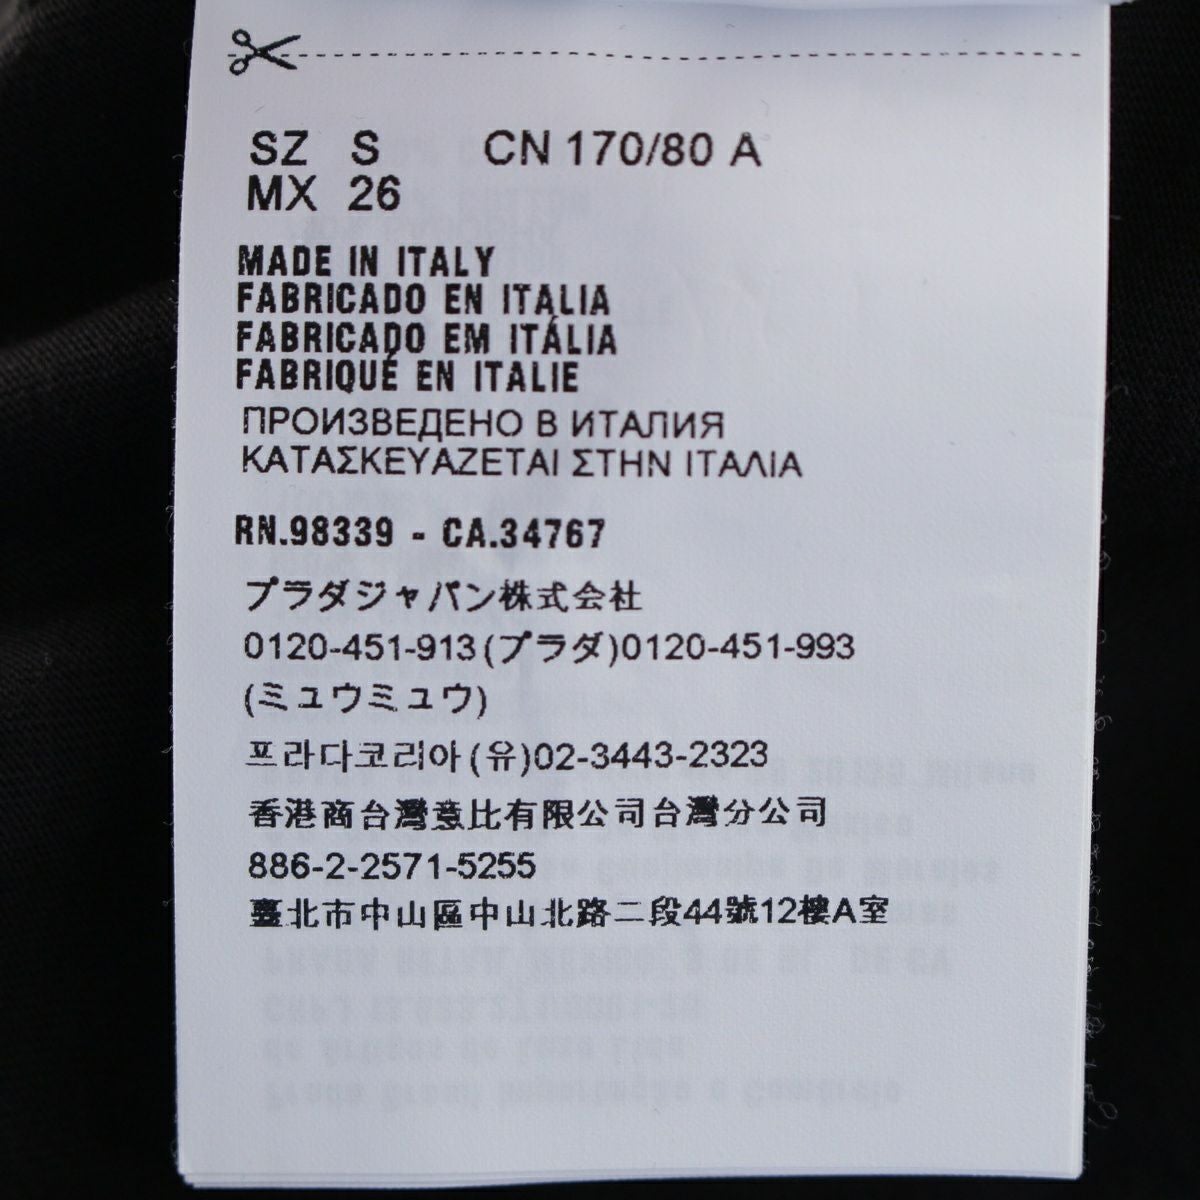 SZ S CN 170/80 A
MX 26
MADE IN ITALY
FABRICADO EN ITALIA
FABRICADO EM ITÁLIA
FABRIQUÉ EN ITALIE
ПРОИЗВЕДЕНО В ИТАЛИЯ
ΚΑΤΑΣΚΕΥΑΖΕΤΑΙ ΣΤΗΝ ΙΤΑΛΙΑ
RN.98339 - CA.34767
プラダジャパン株式会社
0120-451-913(プラダ)0120-451-993
(ミュウミュウ)
프라다코리아(유)02-3443-2323
香港商台灣意比有限公司台灣分公司
886-2-2571-5255
臺北市中山區中山北路二段44號12樓A室